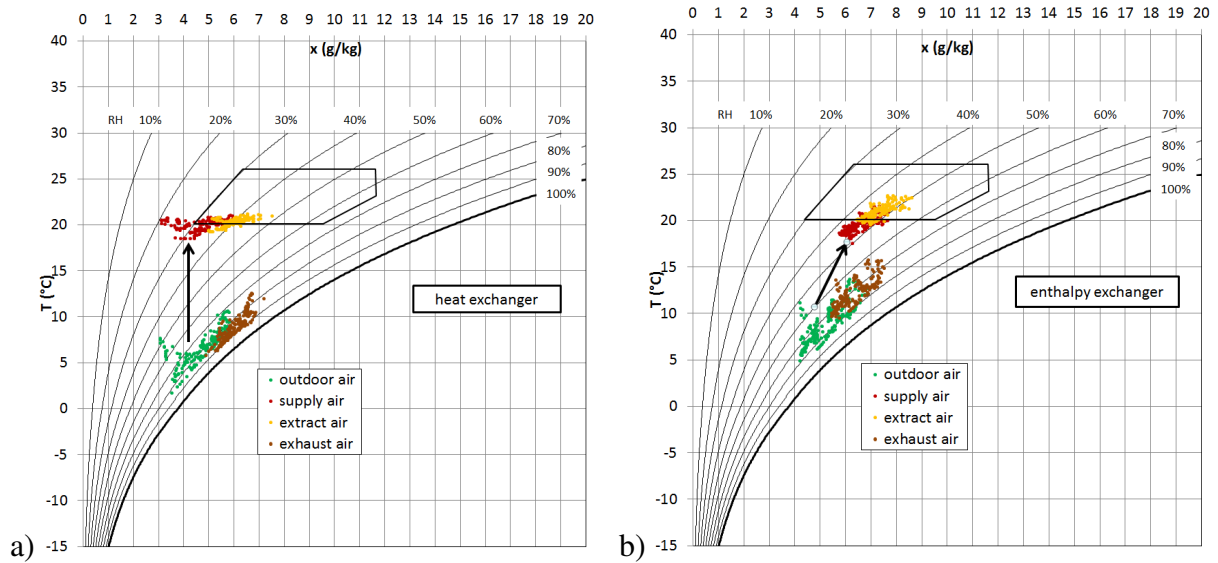 0 1 2 3 4 5 6 7 8 9 10 11 12 13 14 15 16 17 18 19 20
x (g/kg)
40
35
30
25
20
15
10
5
0
-5
-10
-15
T (°C)
RH 10% 20% 30% 40% 50% 60% 70%
80%
90%
100%
heat exchanger
outdoor air
supply air
extract air
exhaust air
a)
0 1 2 3 4 5 6 7 8 9 10 11 12 13 14 15 16 17 18 19 20
x (g/kg)
40
35
30
25
20
15
10
5
0
-5
-10
-15
T (°C)
RH 10% 20% 30% 40% 50% 60% 70%
80%
90%
100%
enthalpy exchanger
outdoor air
supply air
extract air
exhaust air
b)